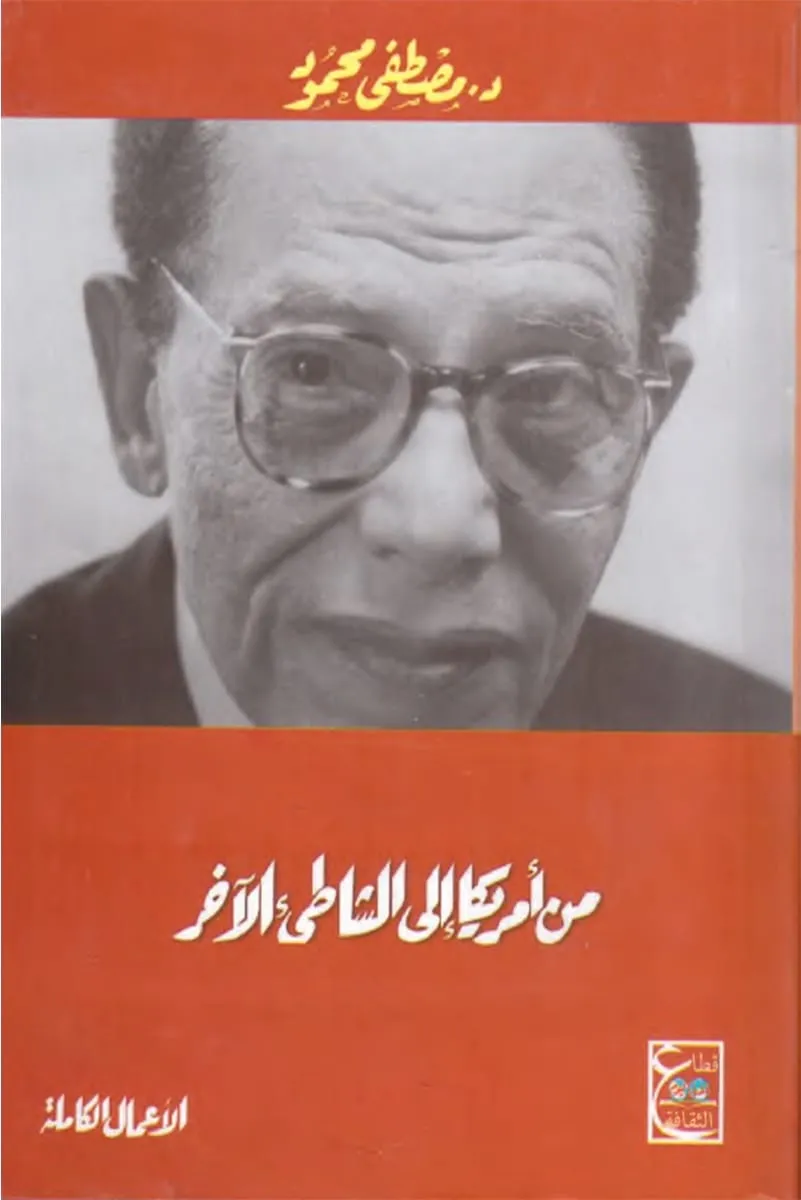 د. مصطفى محمود
من أمريكا إلى الشاطئ الآخر
قطاع
الثقافة
الأعمال الكاملة